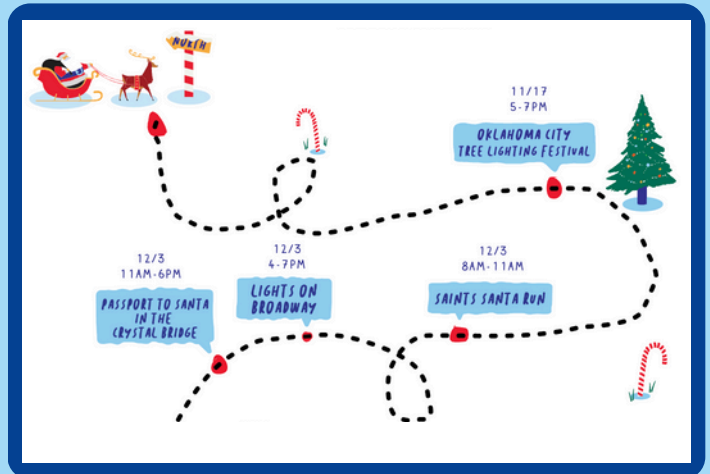 NORTH
11/17
5-7PM
OKLAHOMA CITY
TREE LIGHTING FESTIVAL
12/3
8AM-11AM
SAINTS SANTA RUN
12/3
4-7PM
LIGHTS ON
BROADWAY
12/3
11AM-6PM
PASSPORT TO SANTA
IN THE
CRYSTAL BRIDGE